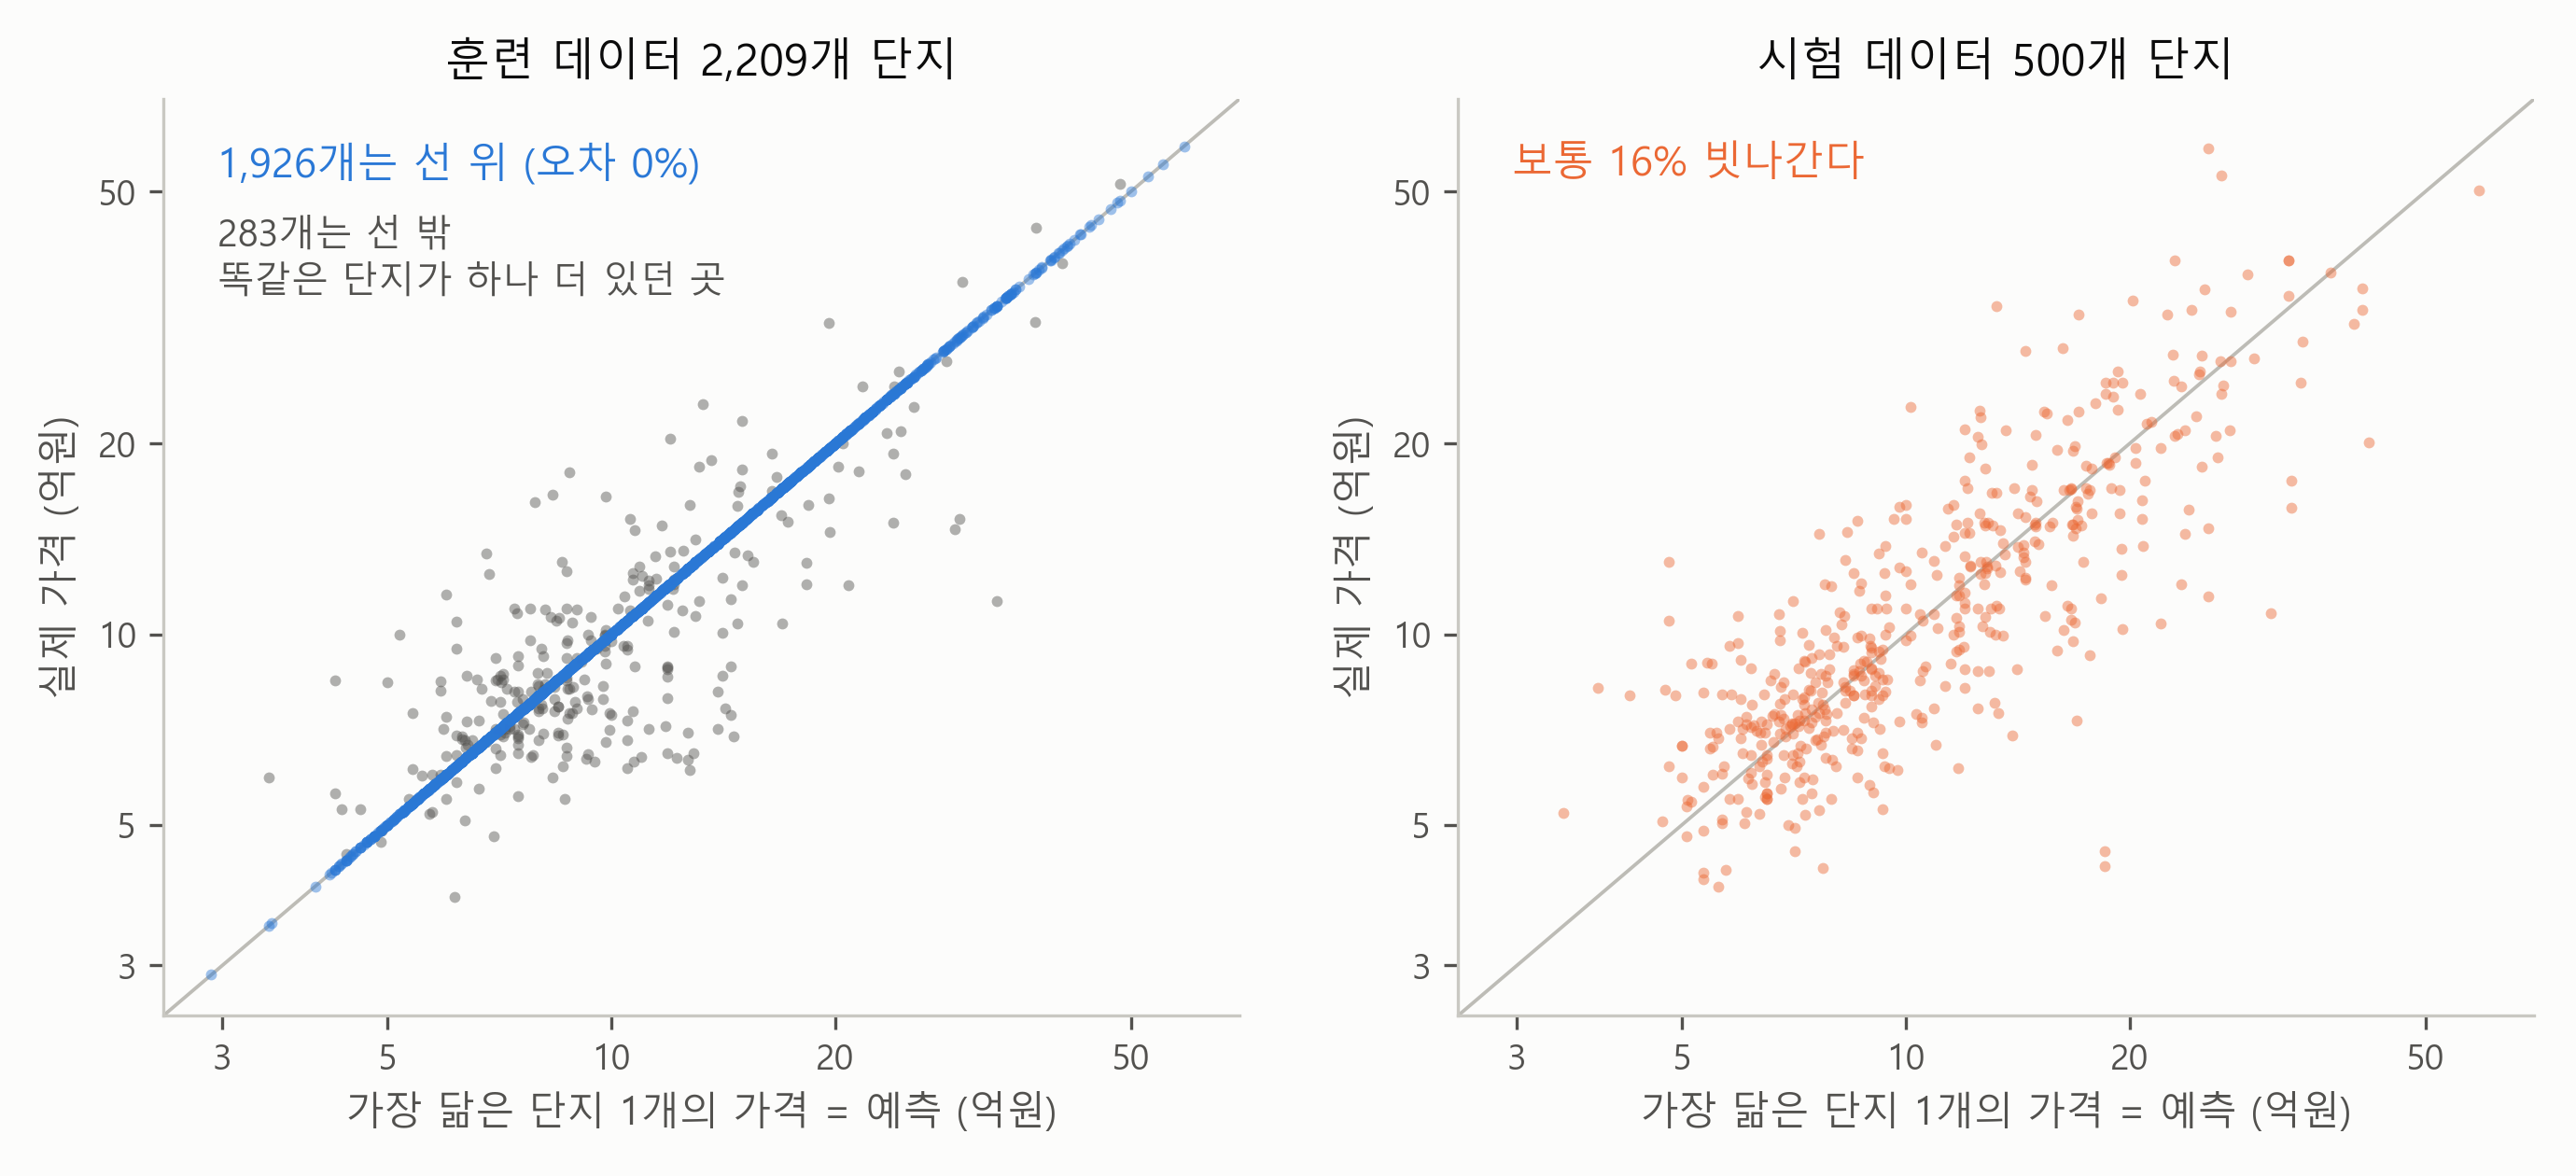 훈련 데이터 2,209개 단지
1,926개는 선 위 (오차 0%)
283개는 선 밖
똑같은 단지가 하나 더 있던 곳
실제 가격 (억원)
50
20
10
5
3
3
5
10
20
50
가장 닮은 단지 1개의 가격 = 예측 (억원)
시험 데이터 500개 단지
보통 16% 빗나간다
실제 가격 (억원)
50
20
10
5
3
3
5
10
20
50
가장 닮은 단지 1개의 가격 = 예측 (억원)